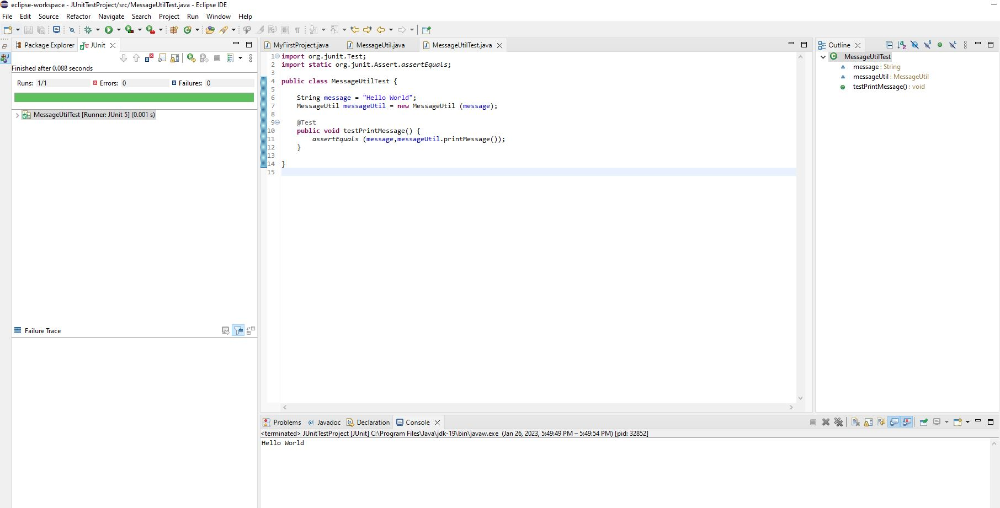 eclipse-workspace - JUnitTestProject/src/MessageUtilTest.java - Eclipse IDE
File Edit Source Refactor Navigate Search Project Run Window Help
Package Explorer JUnit
Finished after 0.088 seconds
Runs: 1/1 Errors: 0 Failures: 0
MessageUtilTest [Runner: JUnit 5] (0.001 s)
Failure Trace
MyFirstProject.java MessageUtil.java MessageUtilTest.java
1 import org.junit.Test;
2 import static org.junit.Assert.assertEquals;
3
4 public class MessageUtilTest {
5
6 String message = "Hello World";
7 MessageUtil messageUtil = new MessageUtil (message);
8
9 @Test
10 public void testPrintMessage() {
11 assertEquals (message,messageUtil.printMessage());
12 }
13
14 }
15
Outline
MessageUtilTest
message : String
messageUtil : MessageUtil
testPrintMessage() : void
Problems @ Javadoc Declaration Console
<terminated> JUnitTestProject [JUnit] C:\Program Files\Java\jdk-19\bin\javaw.exe (Jan 26, 2023, 5:49:49 PM – 5:49:54 PM) [pid: 32852]
Hello World